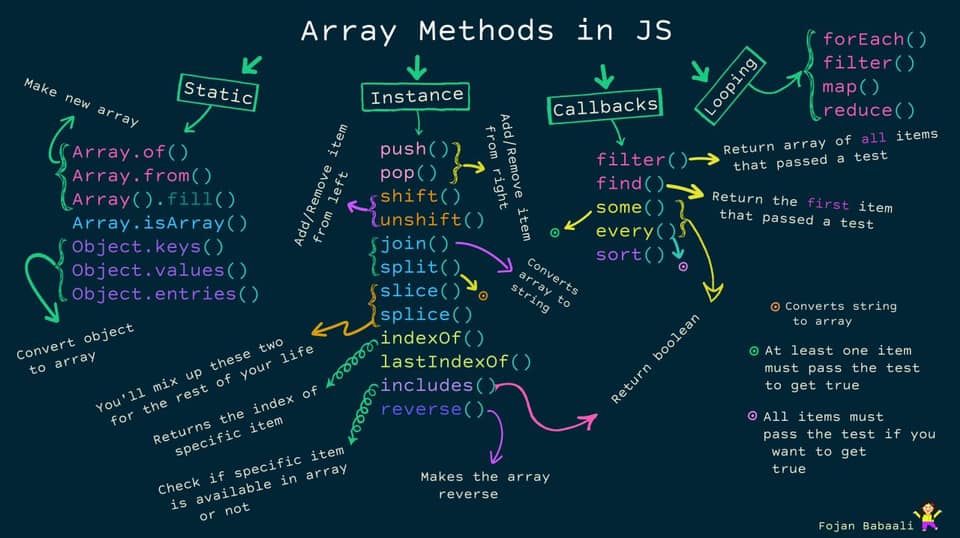 Array Methods in JS
Static
Make new array
Array.of()
Array.from()
Array().fill()
Array.isArray()
Object.keys()
Object.values()
Object.entries()
Convert object
to array
Instance
push()
pop()
shift()
unshift()
join()
split()
slice()
splice()
indexOf()
lastIndexOf()
includes()
reverse()
Add/Remove item
from left
Add/Remove item
from right
Converts
array to
string
You'll mix up these two
for the rest of your life
Returns the index of
specific item
Check if specific item
is available in array
or not
Makes the array
reverse
Callbacks
filter()
find()
some()
every()
sort()
Return array of all items
that passed a test
Return the first item
that passed a test
Return boolean
Looping
forEach()
filter()
map()
reduce()
Converts string
to array
At least one item
must pass the test
to get true
All items must
pass the test if you
want to get
true
Fojan Babaali